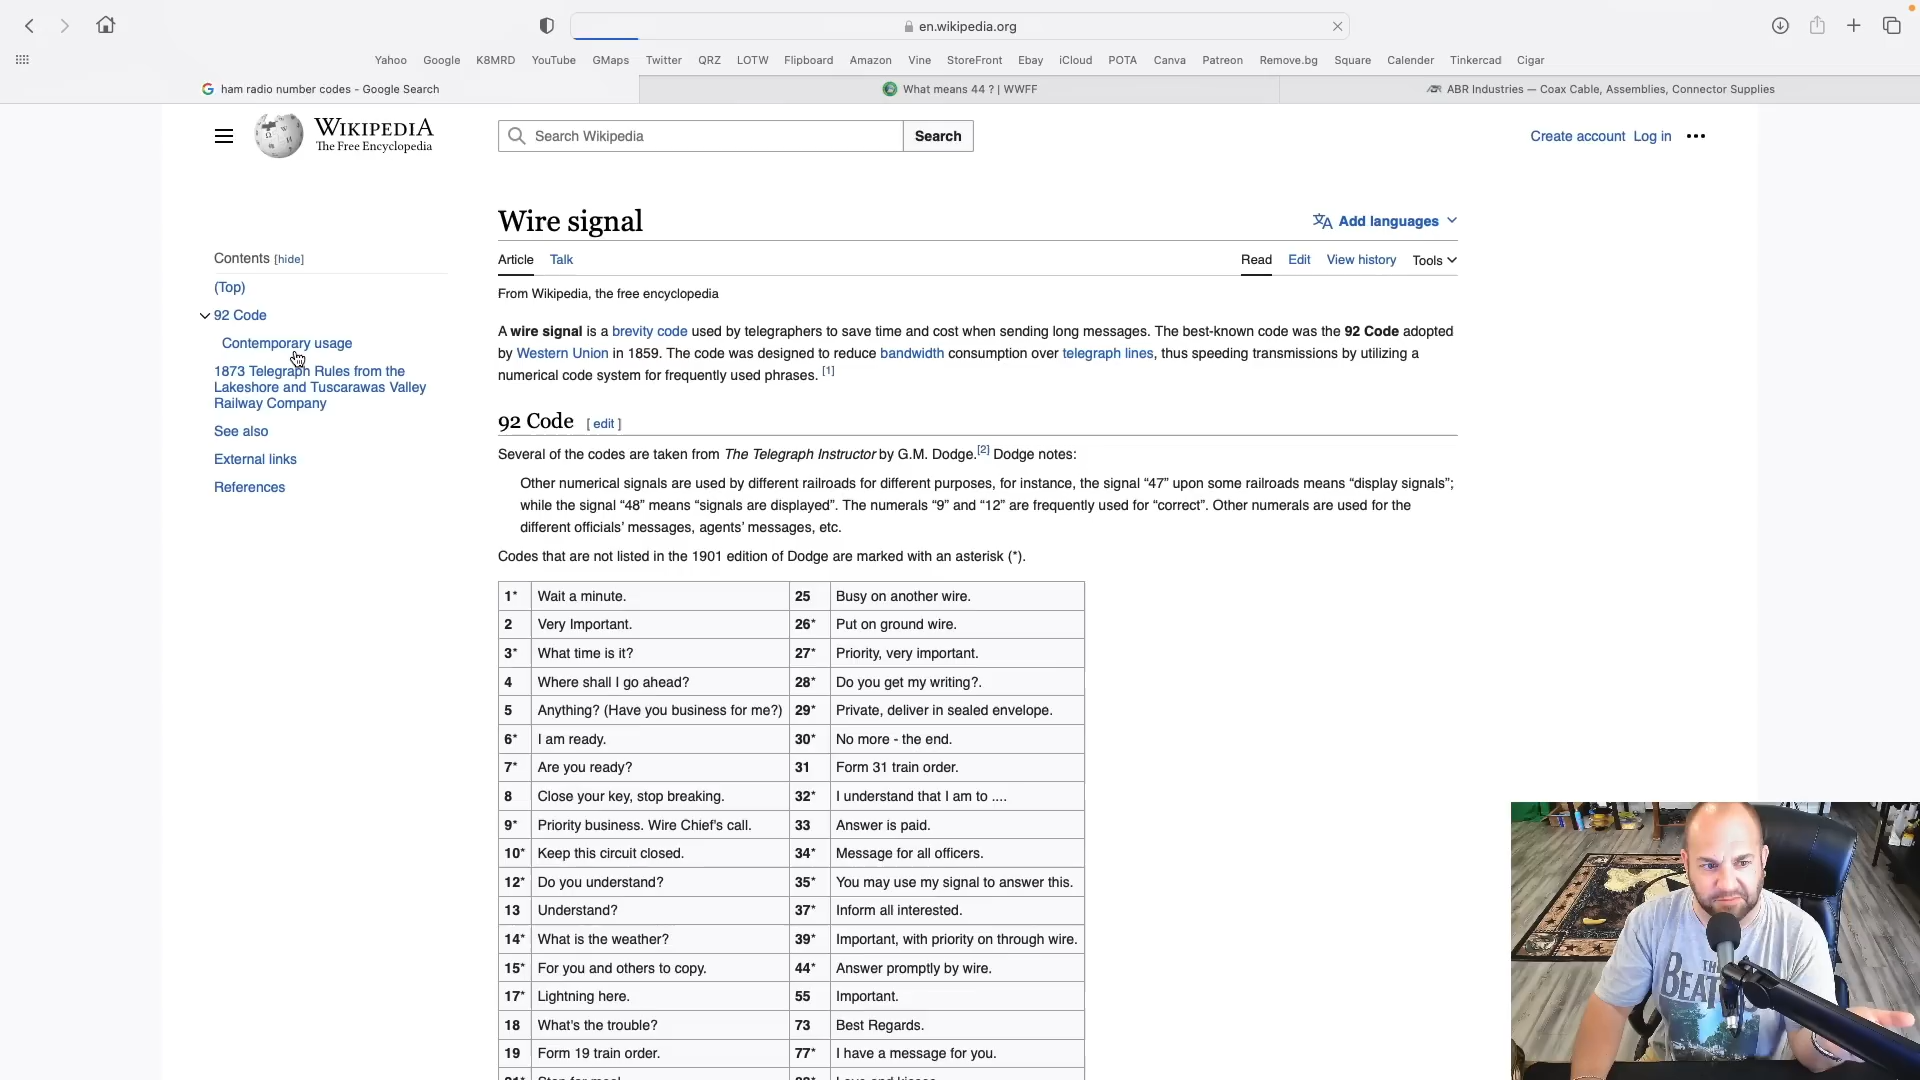 en.wikipedia.org
Yahoo Google K8MRD YouTube GMaps Twitter QRZ LOTW Flipboard Amazon Vine StoreFront Ebay iCloud POTA Canva Patreon Remove.bg Square Calender Tinkercad Cigar
ham radio number codes - Google Search
What means 44 ? | WWFF
ABR Industries — Coax Cable, Assemblies, Connector Supplies
WIKIPEDIA
The Free Encyclopedia
Search Wikipedia
Search
Create account Log in
Wire signal
Add languages
Contents [hide]
(Top)
92 Code
Contemporary usage
1873 Telegraph Rules from the
Lakeshore and Tuscarawas Valley
Railway Company
See also
External links
References
Article Talk
Read Edit View history Tools
From Wikipedia, the free encyclopedia
A wire signal is a brevity code used by telegraphers to save time and cost when sending long messages. The best-known code was the 92 Code adopted
by Western Union in 1859. The code was designed to reduce bandwidth consumption over telegraph lines, thus speeding transmissions by utilizing a
numerical code system for frequently used phrases. [1]
92 Code [ edit ]
Several of the codes are taken from The Telegraph Instructor by G.M. Dodge.[2] Dodge notes:
Other numerical signals are used by different railroads for different purposes, for instance, the signal “47” upon some railroads means “display signals”;
while the signal “48” means “signals are displayed”. The numerals “9” and “12” are frequently used for “correct”. Other numerals are used for the
different officials’ messages, agents’ messages, etc.
Codes that are not listed in the 1901 edition of Dodge are marked with an asterisk (*).
1* Wait a minute. 25 Busy on another wire.
2 Very Important. 26* Put on ground wire.
3* What time is it? 27* Priority, very important.
4 Where shall I go ahead? 28* Do you get my writing?.
5 Anything? (Have you business for me?) 29* Private, deliver in sealed envelope.
6* I am ready. 30* No more - the end.
7* Are you ready? 31 Form 31 train order.
8 Close your key, stop breaking. 32* I understand that I am to ....
9* Priority business. Wire Chief's call. 33 Answer is paid.
10* Keep this circuit closed. 34* Message for all officers.
12* Do you understand? 35* You may use my signal to answer this.
13 Understand? 37* Inform all interested.
14* What is the weather? 39* Important, with priority on through wire.
15* For you and others to copy. 44* Answer promptly by wire.
17* Lightning here. 55 Important.
18 What's the trouble? 73 Best Regards.
19 Form 19 train order. 77* I have a message for you.
THE